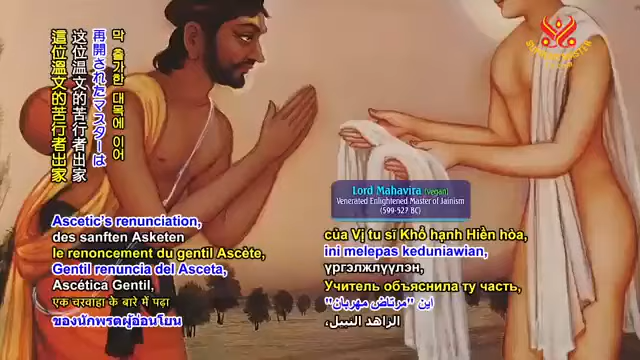 막 출가한 대목에 이어
再開されたマスターは
这位温文的苦行者出家
這位溫文的苦行者出家
Lord Mahavira (vegan)
Venerated Enlightened Master of Jainism
(599-527 BC)
Ascetic's renunciation,
des sanften Asketen
le renoncement du gentil Ascète,
Gentil renuncia del Asceta,
Ascética Gentil,
एक चरवाहा के बारे में पढ़ा
ของนักพรตผู้อ่อนโยน
của Vị tu sĩ Khổ hạnh Hiền hòa,
ini melepas keduniawian,
үргэлжлүүлэн,
Учитель объяснила ту часть,
این "مرتاض مهربان"
الزاهد النبيل،